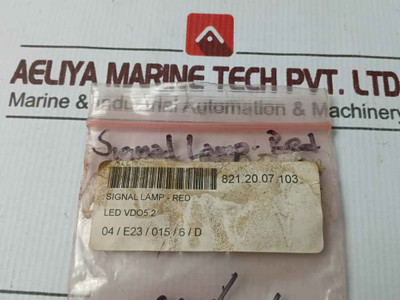 AELIYA MARINE TECH PVT. LTD
Marine & Industrial Automation & Machinery
Signal Lamp - Red
821.20.07.103
SIGNAL LAMP - RED
LED VDO5.2
04 / E23 / 015 / 6 / D